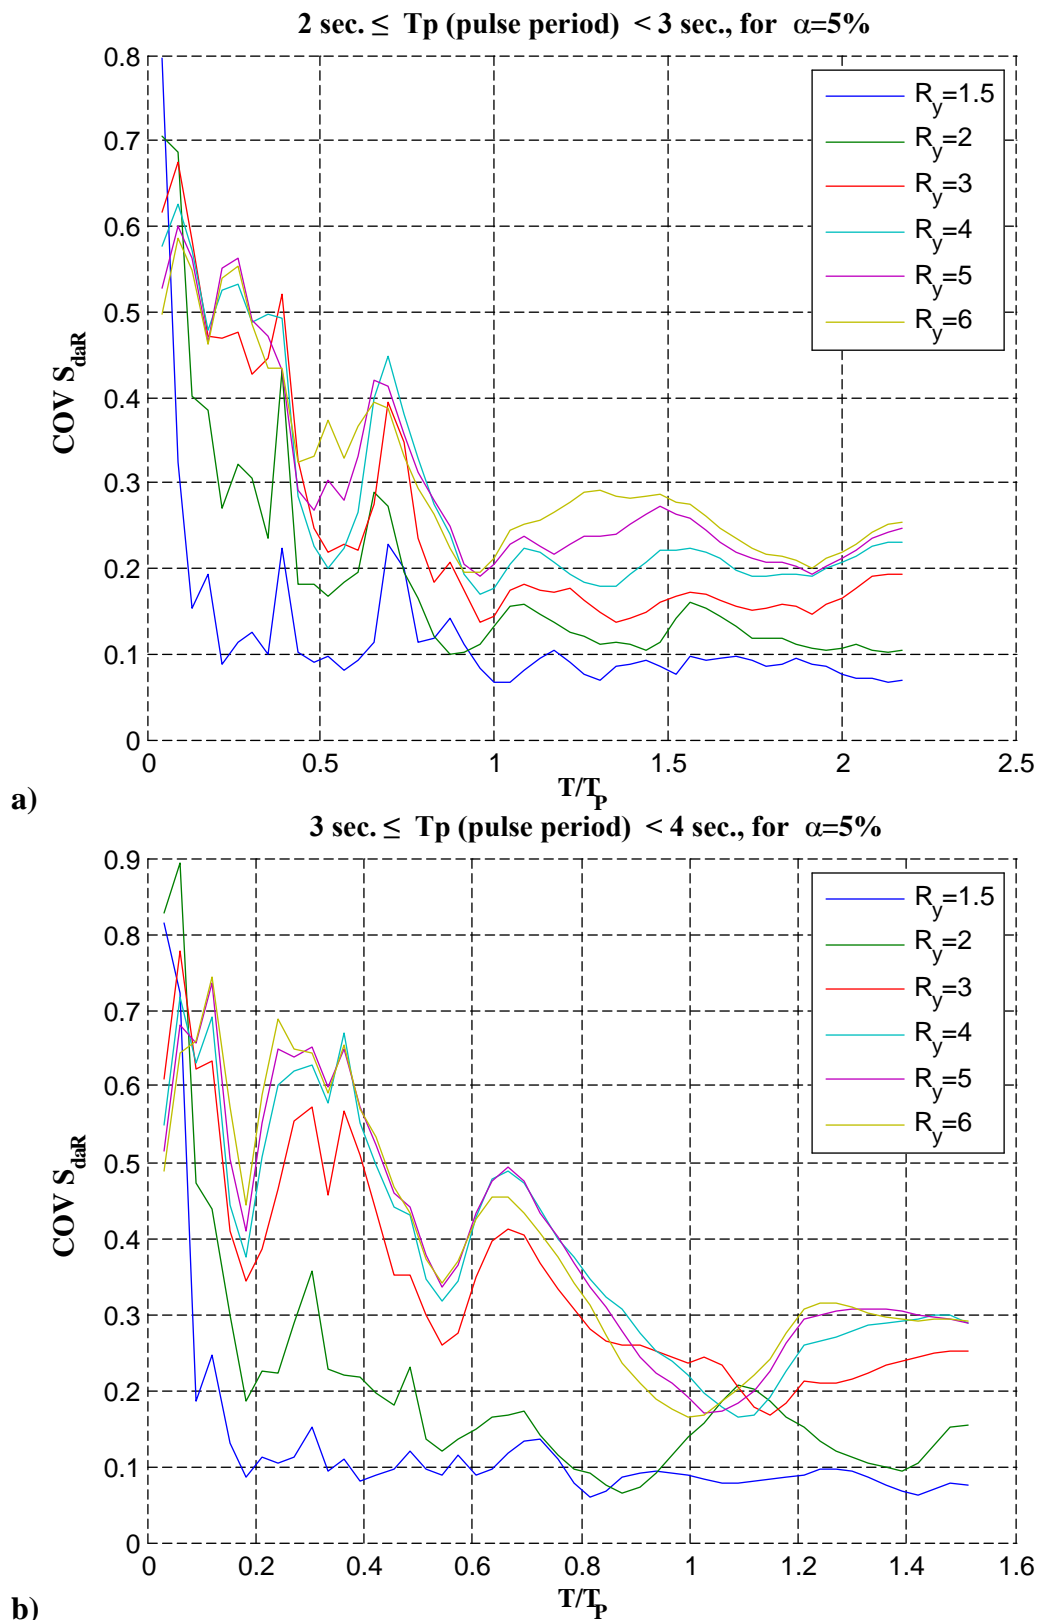 2 sec. ≤ Tp (pulse period) < 3 sec., for α=5%
0.8
0.7
0.6
0.5
0.4
0.3
0.2
0.1
0
COV S_daR
R_y=1.5
R_y=2
R_y=3
R_y=4
R_y=5
R_y=6
0 0.5 1 1.5 2 2.5
T/T_P
a)
3 sec. ≤ Tp (pulse period) < 4 sec., for α=5%
0.9
0.8
0.7
0.6
0.5
0.4
0.3
0.2
0.1
0
COV S_daR
R_y=1.5
R_y=2
R_y=3
R_y=4
R_y=5
R_y=6
0 0.2 0.4 0.6 0.8 1 1.2 1.4 1.6
T/T_P
b)